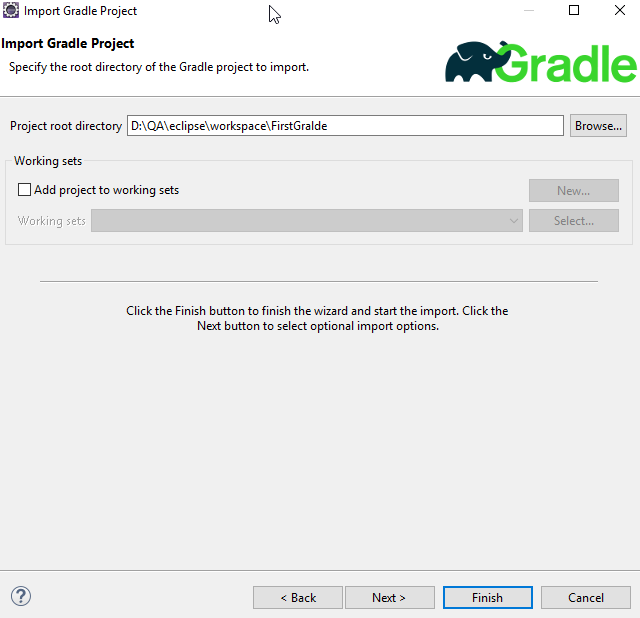 Import Gradle Project
Import Gradle Project
Specify the root directory of the Gradle project to import.
Gradle
Project root directory D:\QA\eclipse\workspace\FirstGralde Browse...
Working sets
Add project to working sets New...
Working sets Select...
Click the Finish button to finish the wizard and start the import. Click the
Next button to select optional import options.
? < Back Next > Finish Cancel